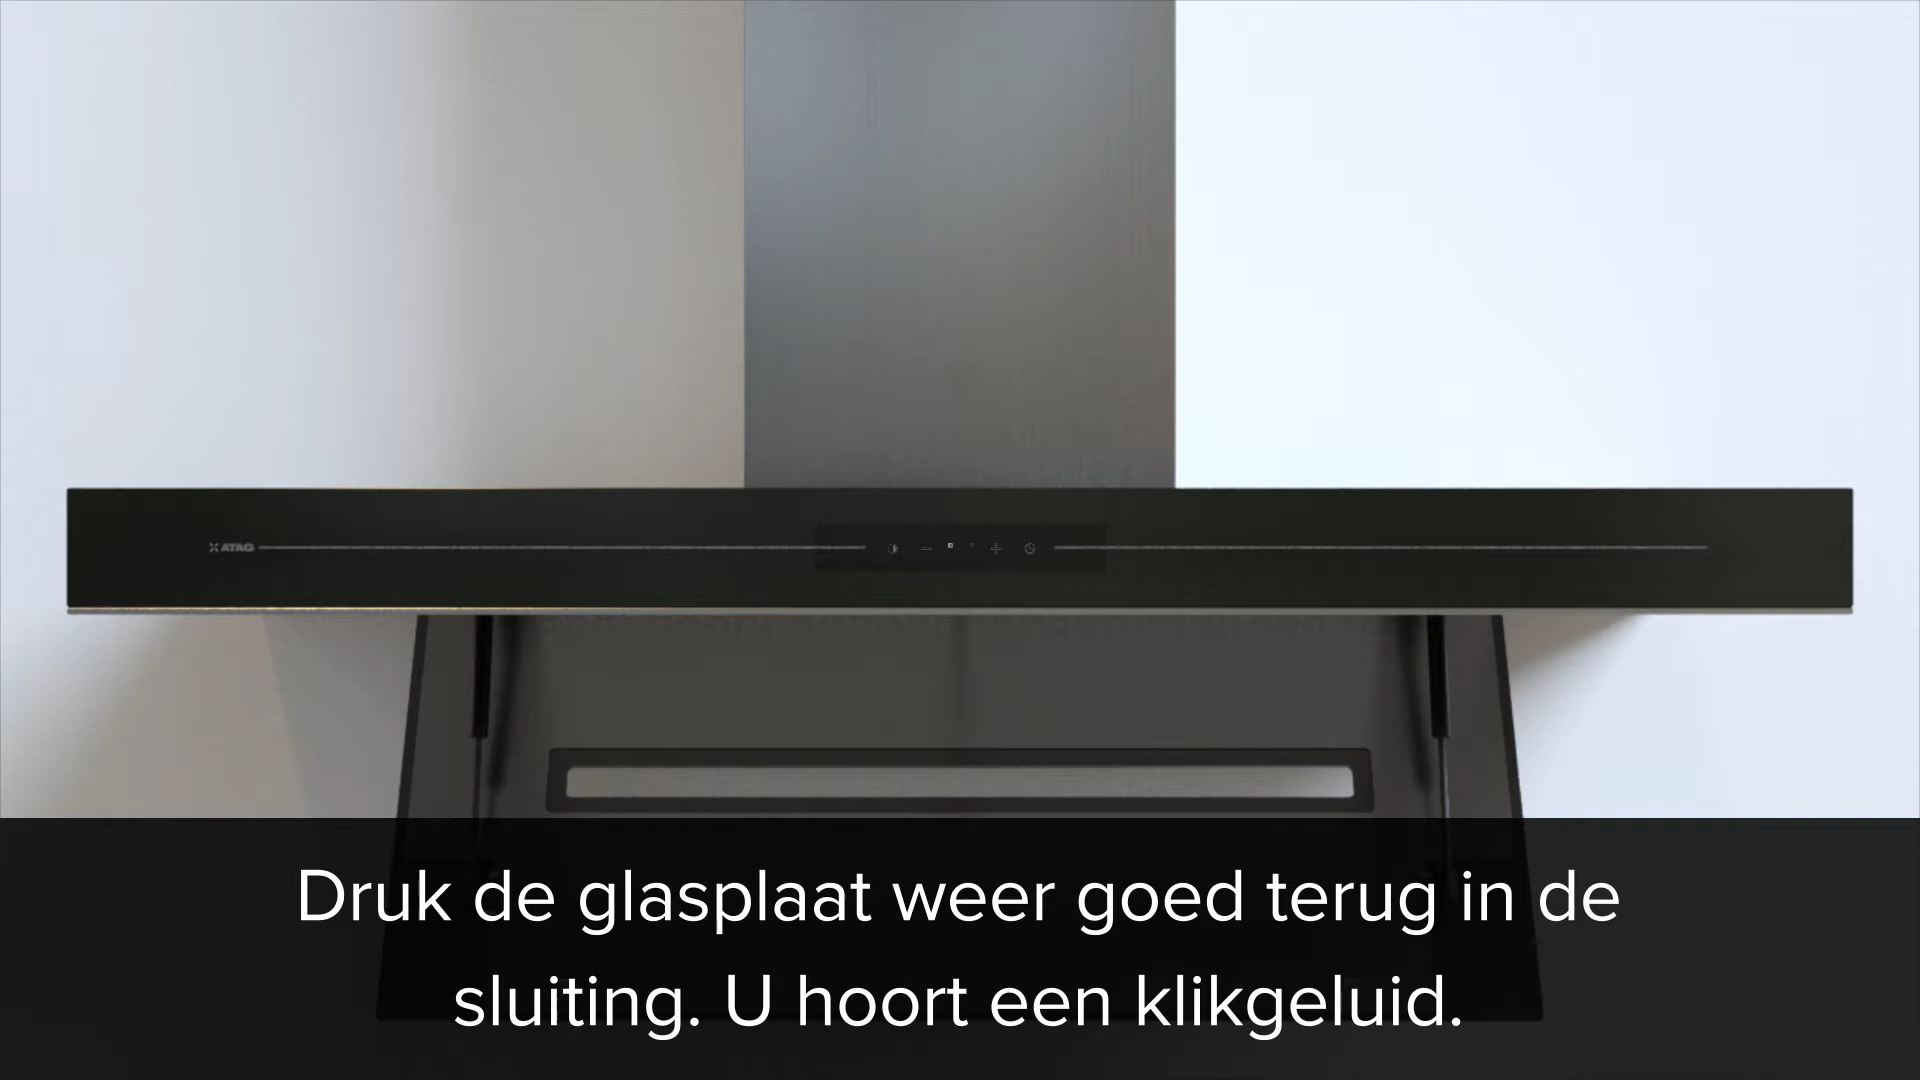 ATAG
Druk de glasplaat weer goed terug in de
sluiting. U hoort een klikgeluid.